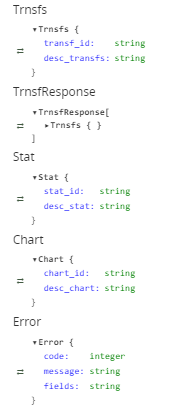 Trnsfs
▾Trnsfs {
transf_id: string
desc_transfs: string
}
TrnsfResponse
▾TrnsfResponse[
▸Trnsfs { }
]
Stat
▾Stat {
stat_id: string
desc_stat: string
}
Chart
▾Chart {
chart_id: string
desc_chart: string
}
Error
▾Error {
code: integer
message: string
fields: string
}